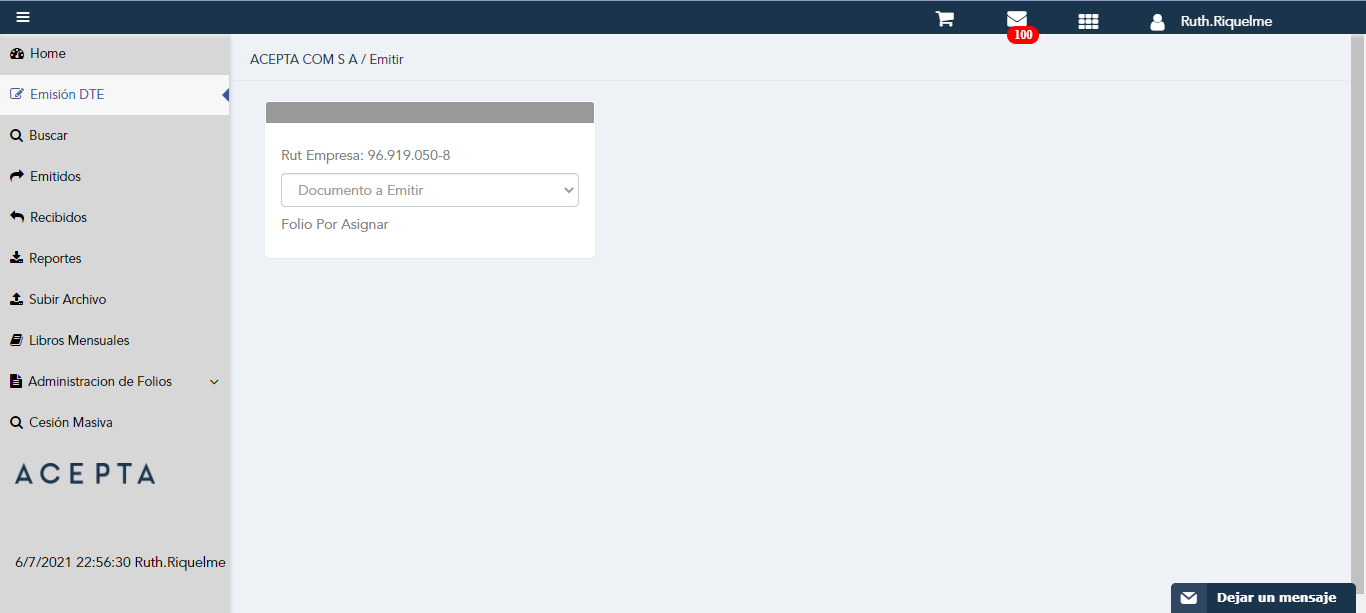 Ruth.Riquelme
100
Home
ACEPTA COM S A / Emitir
Emisión DTE
Buscar
Rut Empresa: 96.919.050-8
Emitidos
Documento a Emitir
Recibidos
Folio Por Asignar
Reportes
Subir Archivo
Libros Mensuales
Administracion de Folios
Cesión Masiva
ACEPTA
6/7/2021 22:56:30 Ruth.Riquelme
Dejar un mensaje